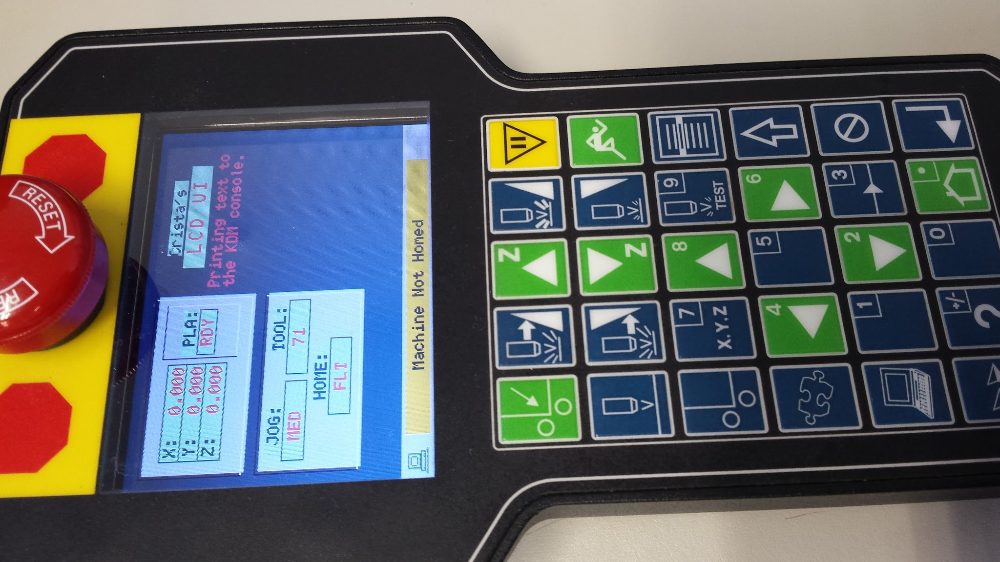 RESET
X: 0.000
Y: 0.000
Z: 0.000
PLA:
RDY
Crista's
LCD UI
Printing text to
the KDM console.
JOG:
MED
TOOL:
71
HOME:
FLT
Machine Not Homed
Z
Z
7
X,Y,Z
8
9
TEST
4
5
6
1
2
3
+/-
?
0
.